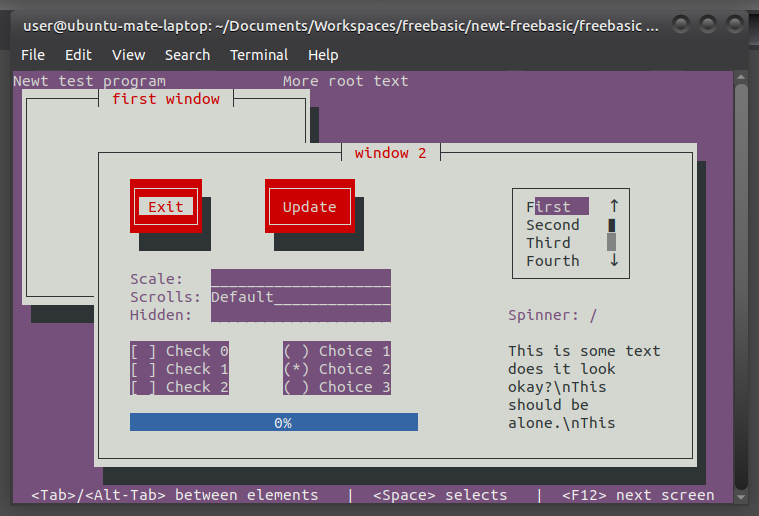 user@ubuntu-mate-laptop: ~/Documents/Workspaces/freebasic/newt-freebasic/freebasic ...
File Edit View Search Terminal Help
Newt test program More root text
first window
window 2
Exit Update
First ↑
Second
Third
Fourth ↓
Scale: ____________________
Scrolls: Default_____________
Hidden: ____________________
Spinner: /
[ ] Check 0 ( ) Choice 1
[ ] Check 1 (*) Choice 2
[ ] Check 2 ( ) Choice 3
This is some text
does it look
okay?\nThis
should be
alone.\nThis
0%
<Tab>/<Alt-Tab> between elements | <Space> selects | <F12> next screen